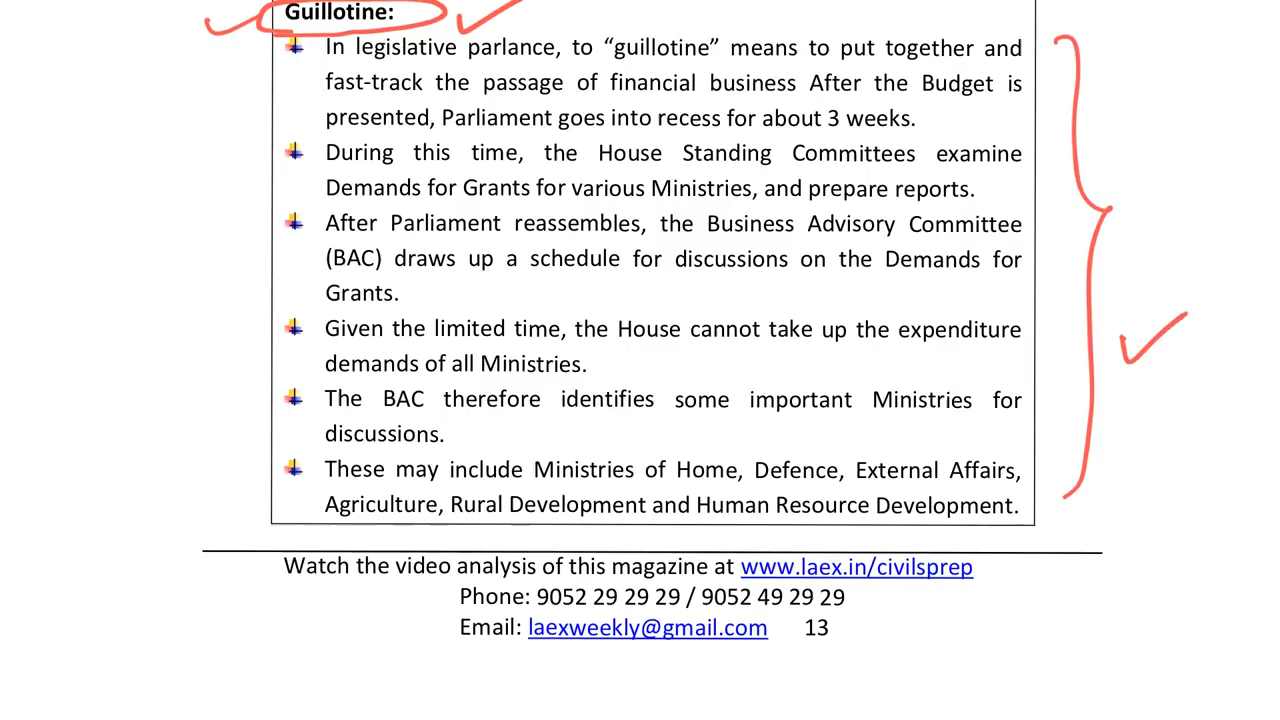 Guillotine:
In legislative parlance, to “guillotine” means to put together and
fast-track the passage of financial business After the Budget is
presented, Parliament goes into recess for about 3 weeks.
During this time, the House Standing Committees examine
Demands for Grants for various Ministries, and prepare reports.
After Parliament reassembles, the Business Advisory Committee
(BAC) draws up a schedule for discussions on the Demands for
Grants.
Given the limited time, the House cannot take up the expenditure
demands of all Ministries.
The BAC therefore identifies some important Ministries for
discussions.
These may include Ministries of Home, Defence, External Affairs,
Agriculture, Rural Development and Human Resource Development.
Watch the video analysis of this magazine at www.laex.in/civilsprep
Phone: 9052 29 29 29 / 9052 49 29 29
Email: laexweekly@gmail.com 13